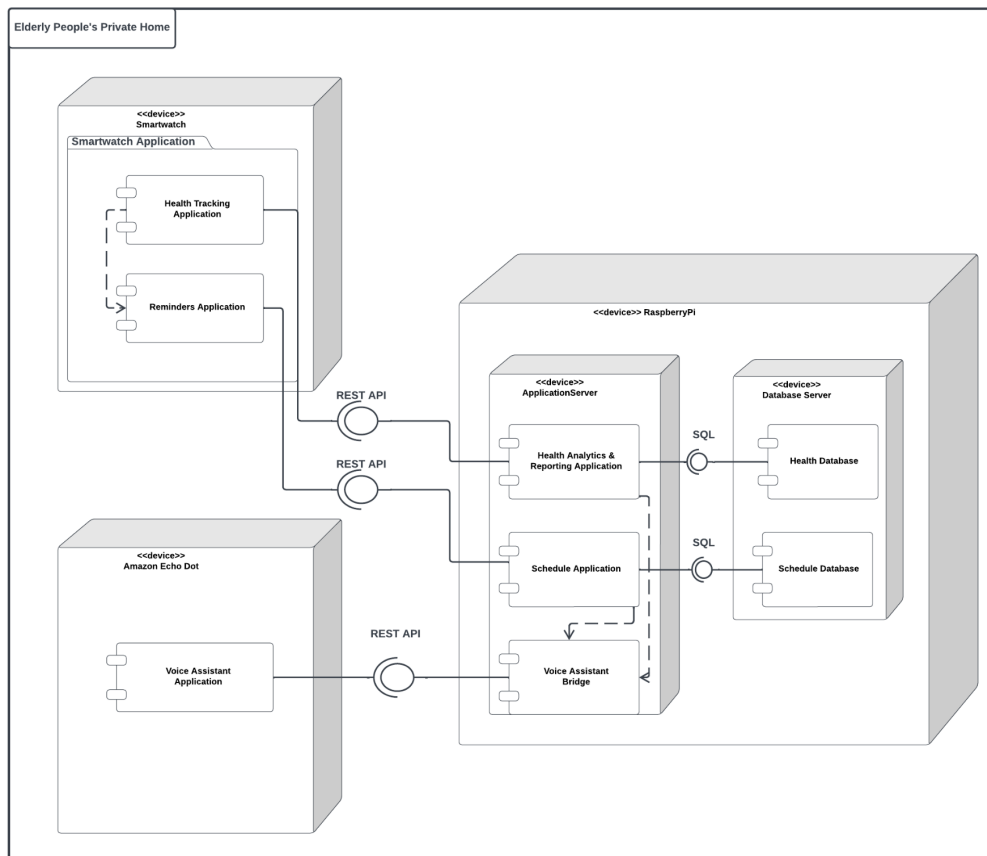 Elderly People's Private Home
<<device>>
Smartwatch
Smartwatch Application
Health Tracking
Application
Reminders Application
<<device>> RaspberryPi
<<device>>
ApplicationServer
<<device>>
Database Server
REST API
Health Analytics &
Reporting Application
SQL
Health Database
REST API
Schedule Application
SQL
Schedule Database
<<device>>
Amazon Echo Dot
REST API
Voice Assistant
Application
Voice Assistant
Bridge